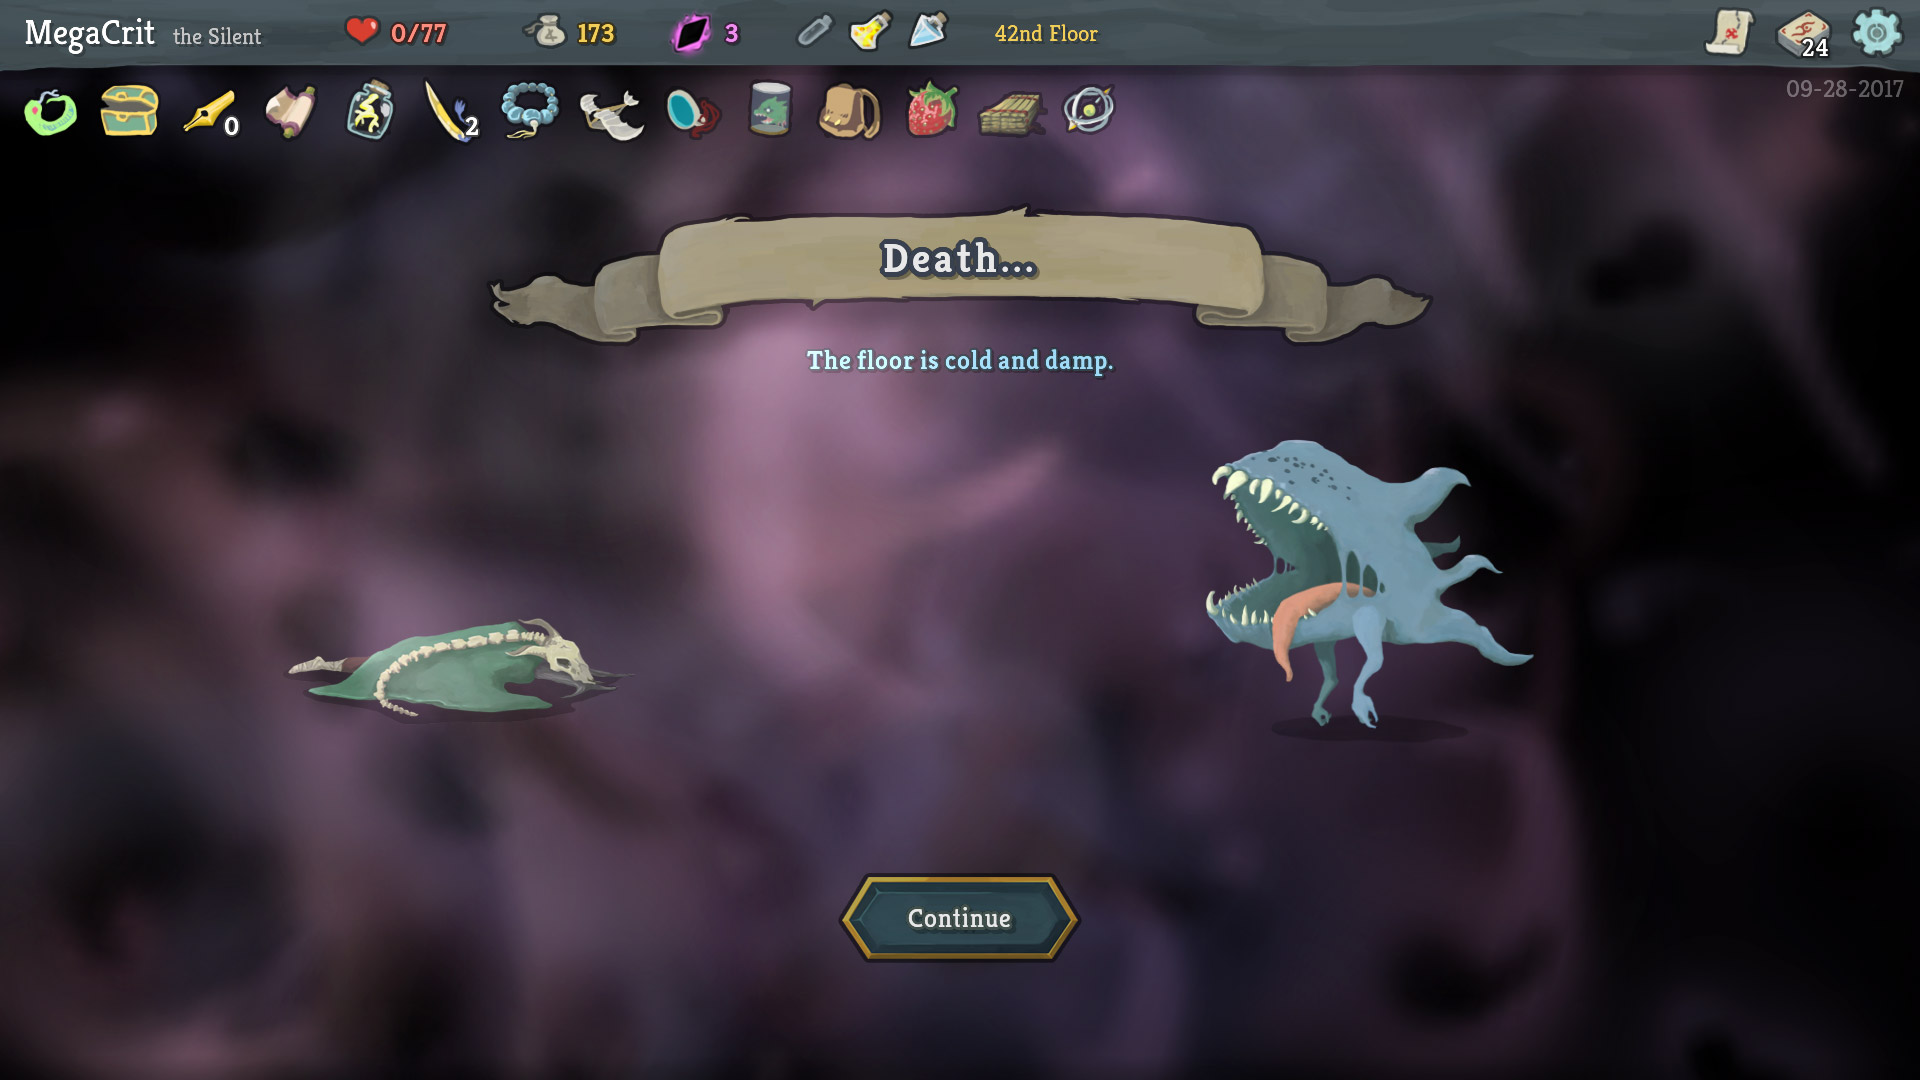 MegaCrit the Silent 0/77 173 3 42nd Floor 24
09-28-2017
0 2
Death...
The floor is cold and damp.
Continue